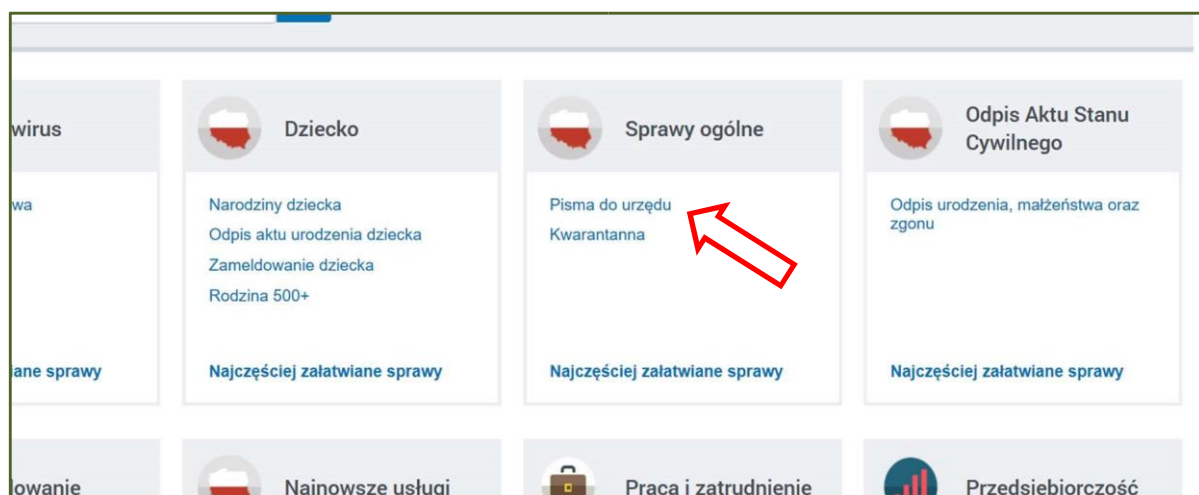 wirus
wa
iane sprawy
Dziecko
Narodziny dziecka
Odpis aktu urodzenia dziecka
Zameldowanie dziecka
Rodzina 500+
Najczęściej załatwiane sprawy
Sprawy ogólne
Pisma do urzędu
Kwarantanna
Najczęściej załatwiane sprawy
Odpis Aktu Stanu
Cywilnego
Odpis urodzenia, małżeństwa oraz
zgonu
Najczęściej załatwiane sprawy
lowanie
Najnowsze usługi
Praca i zatrudnienie
Przedsiębiorczość